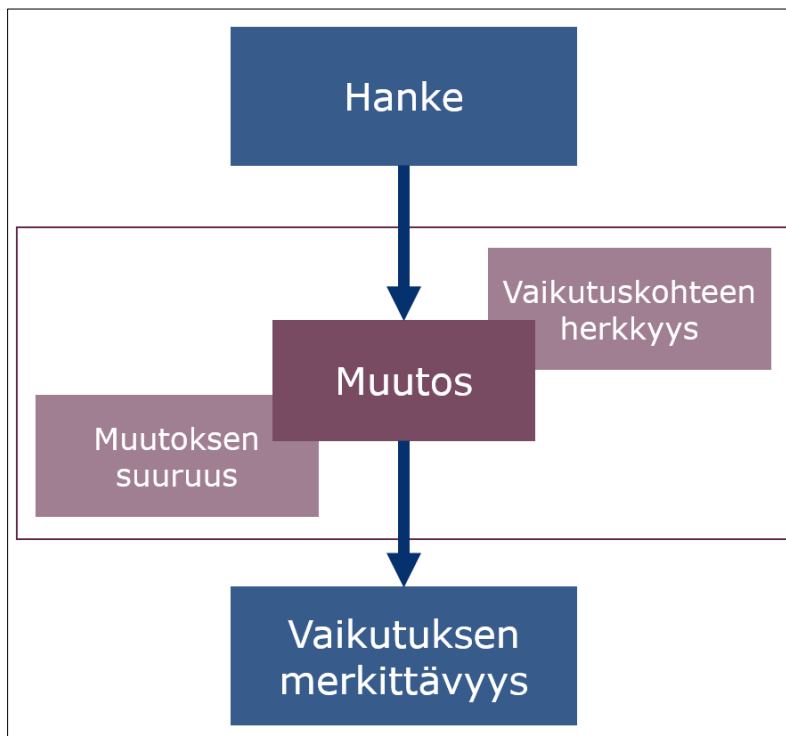 Hanke
Vaikutuskohteen
herkkyys
Muutos
Muutoksen
suuruus
Vaikutuksen
merkittävyys